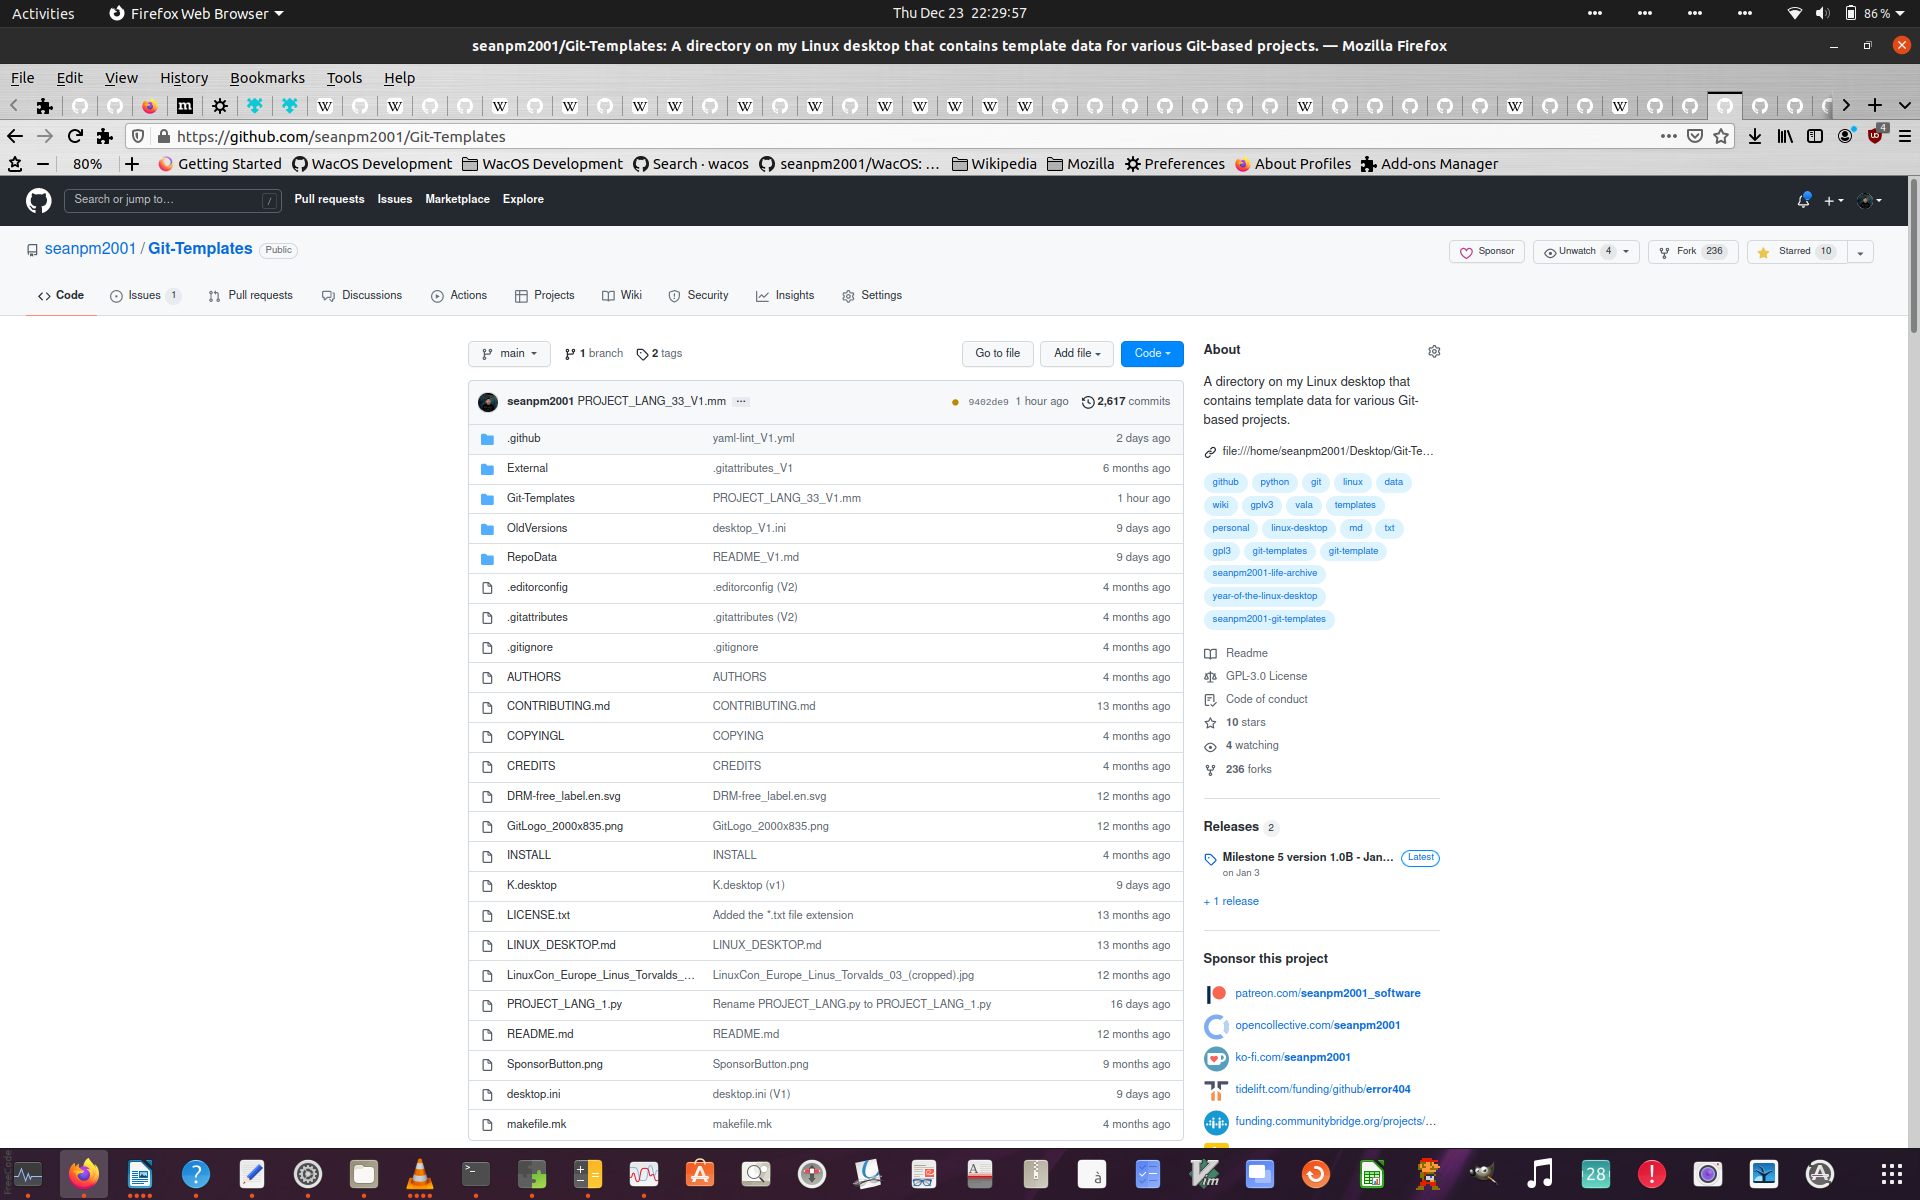 Activities Firefox Web Browser Thu Dec 23 22:29:57 86 %
seanpm2001/Git-Templates: A directory on my Linux desktop that contains template data for various Git-based projects. — Mozilla Firefox
File Edit View History Bookmarks Tools Help
https://github.com/seanpm2001/Git-Templates 4
80% Getting Started WacOS Development WacOS Development Search · wacos seanpm2001/WacOS: … Wikipedia Mozilla Preferences About Profiles Add-ons Manager
Search or jump to… / Pull requests Issues Marketplace Explore
seanpm2001 / Git-Templates Public Sponsor Unwatch 4 Fork 236 Starred 10
Code Issues 1 Pull requests Discussions Actions Projects Wiki Security Insights Settings
main 1 branch 2 tags Go to file Add file Code
seanpm2001 PROJECT_LANG_33_V1.mm ... 9402de9 1 hour ago 2,617 commits
.github yaml-lint_V1.yml 2 days ago
External .gitattributes_V1 6 months ago
Git-Templates PROJECT_LANG_33_V1.mm 1 hour ago
OldVersions desktop_V1.ini 9 days ago
RepoData README_V1.md 9 days ago
.editorconfig .editorconfig (V2) 4 months ago
.gitattributes .gitattributes (V2) 4 months ago
.gitignore .gitignore 4 months ago
AUTHORS AUTHORS 4 months ago
CONTRIBUTING.md CONTRIBUTING.md 13 months ago
COPYINGL COPYING 4 months ago
CREDITS CREDITS 4 months ago
DRM-free_label.en.svg DRM-free_label.en.svg 12 months ago
GitLogo_2000x835.png GitLogo_2000x835.png 12 months ago
INSTALL INSTALL 4 months ago
K.desktop K.desktop (v1) 9 days ago
LICENSE.txt Added the *.txt file extension 13 months ago
LINUX_DESKTOP.md LINUX_DESKTOP.md 13 months ago
LinuxCon_Europe_Linus_Torvalds_… LinuxCon_Europe_Linus_Torvalds_03_(cropped).jpg 12 months ago
PROJECT_LANG_1.py Rename PROJECT_LANG.py to PROJECT_LANG_1.py 16 days ago
README.md README.md 12 months ago
SponsorButton.png SponsorButton.png 9 months ago
desktop.ini desktop.ini (V1) 9 days ago
makefile.mk makefile.mk 4 months ago
About
A directory on my Linux desktop that
contains template data for various Git-
based projects.
file:///home/seanpm2001/Desktop/Git-Te…
github python git linux data
wiki gplv3 vala templates
personal linux-desktop md txt
gpl3 git-templates git-template
seanpm2001-life-archive
year-of-the-linux-desktop
seanpm2001-git-templates
Readme
GPL-3.0 License
Code of conduct
10 stars
4 watching
236 forks
Releases 2
Milestone 5 version 1.0B - Jan… Latest
on Jan 3
+ 1 release
Sponsor this project
patreon.com/seanpm2001_software
opencollective.com/seanpm2001
ko-fi.com/seanpm2001
tidelift.com/funding/github/error404
funding.communitybridge.org/projects/…
28